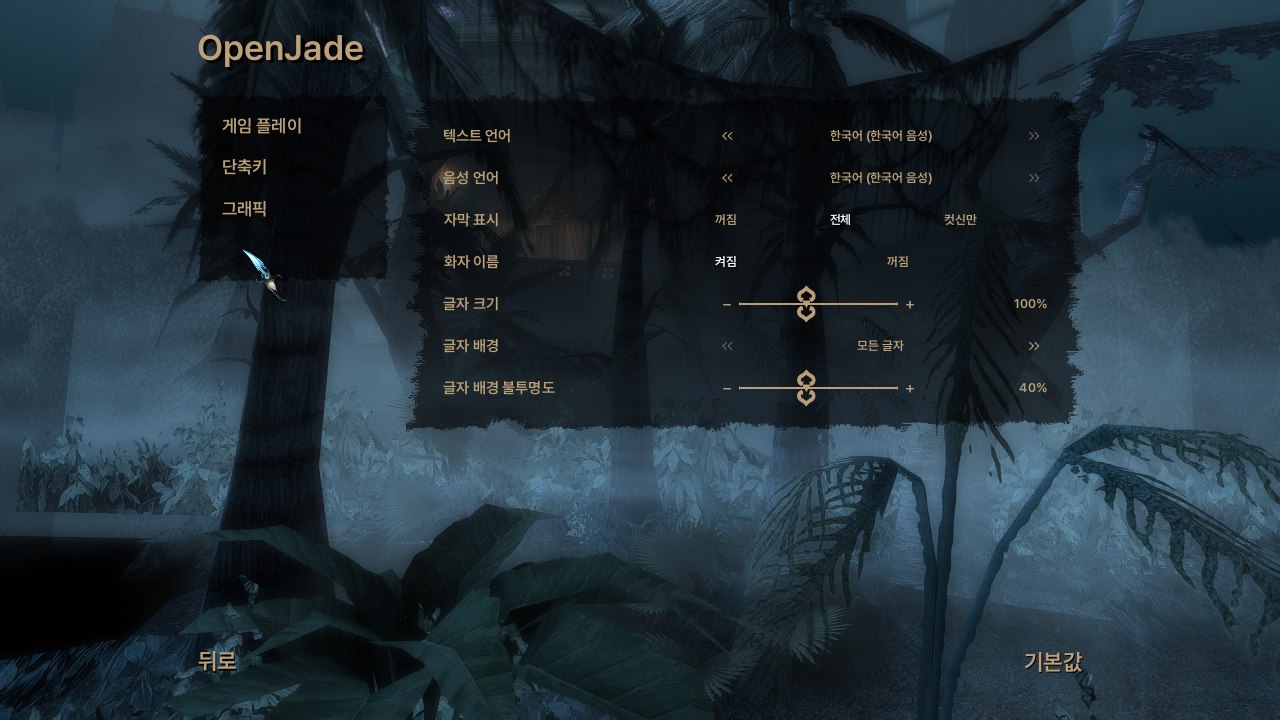 OpenJade
게임 플레이
단축키
그래픽
텍스트 언어 한국어 (한국어 음성)
음성 언어 한국어 (한국어 음성)
자막 표시 꺼짐 전체 컷신만
화자 이름 켜짐 꺼짐
글자 크기 − + 100%
글자 배경 모든 글자
글자 배경 불투명도 − + 40%
뒤로 기본값